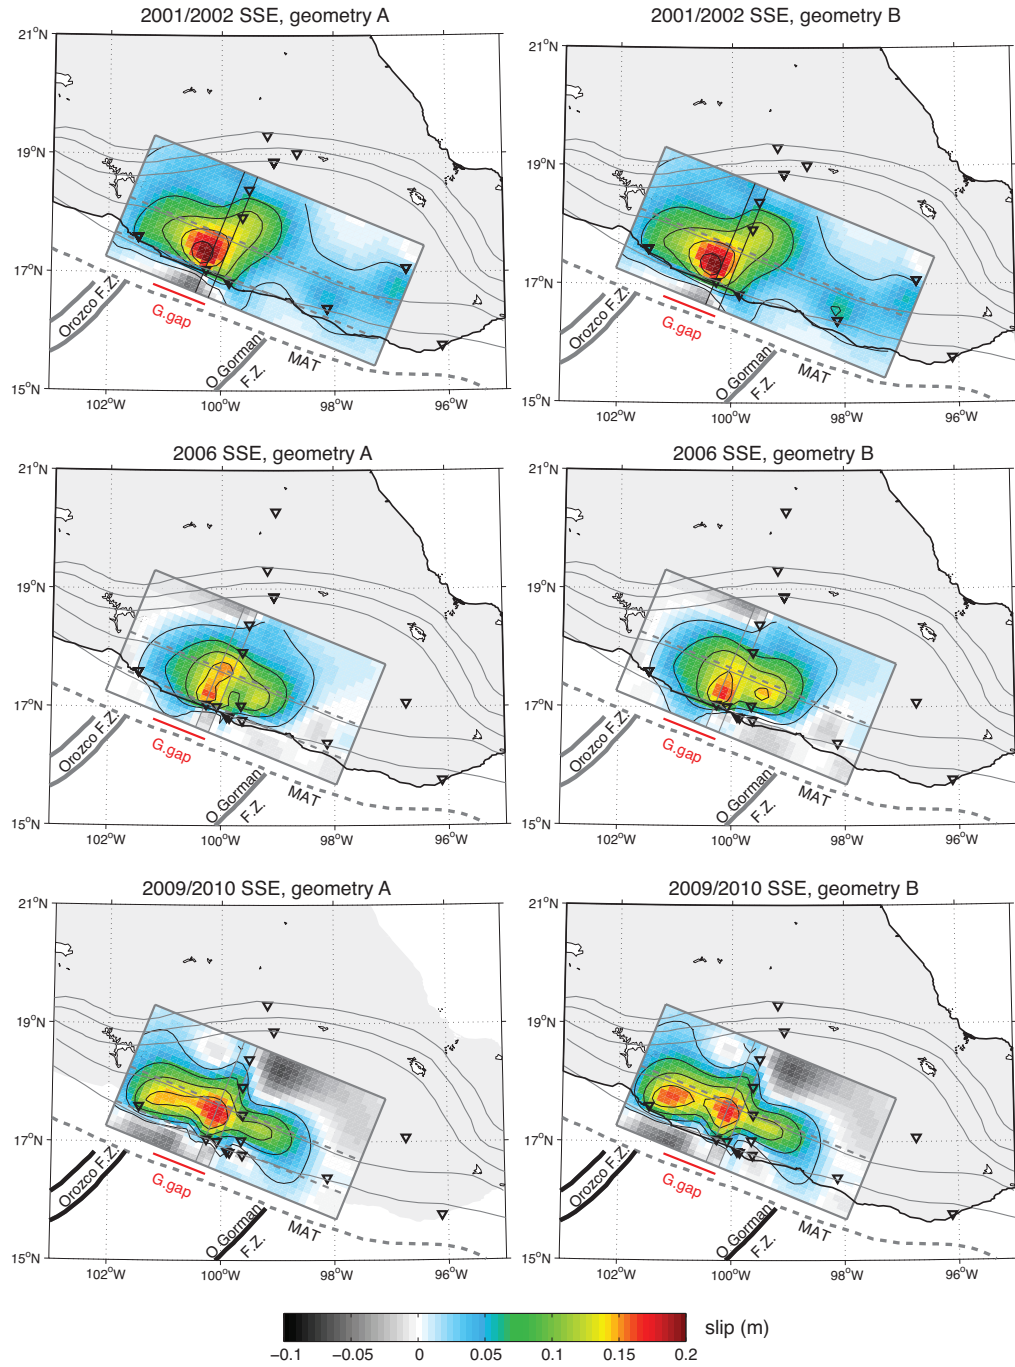 2001/2002 SSE, geometry A
21°N
19°N
17°N
15°N
102°W
100°W
98°W
96°W
Orozco F.Z.
G.gap
O Gorman
F.Z.
MAT
2001/2002 SSE, geometry B
21°N
19°N
17°N
15°N
102°W
100°W
98°W
96°W
Orozco F.Z.
G.gap
O Gorman
F.Z.
MAT
2006 SSE, geometry A
21°N
19°N
17°N
15°N
102°W
100°W
98°W
96°W
Orozco F.Z.
G.gap
O Gorman
F.Z.
MAT
2006 SSE, geometry B
21°N
19°N
17°N
15°N
102°W
100°W
98°W
96°W
Orozco F.Z.
G.gap
O Gorman
F.Z.
MAT
2009/2010 SSE, geometry A
21°N
19°N
17°N
15°N
102°W
100°W
98°W
96°W
Orozco F.Z.
G.gap
O Gorman
F.Z.
MAT
2009/2010 SSE, geometry B
21°N
19°N
17°N
15°N
102°W
100°W
98°W
96°W
Orozco F.Z.
G.gap
O Gorman
F.Z.
MAT
slip (m)
−0.1 −0.05 0 0.05 0.1 0.15 0.2